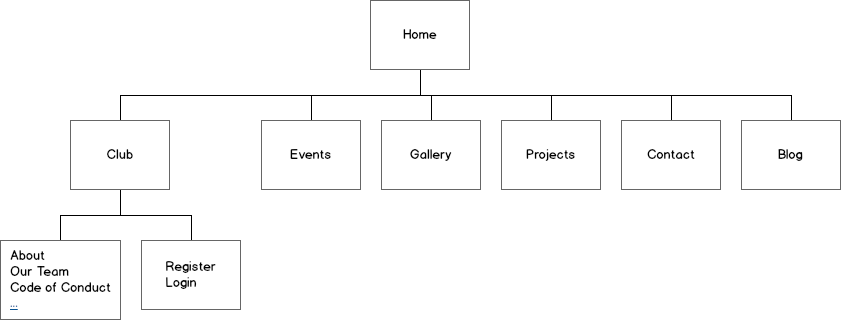 Home
Club
Events
Gallery
Projects
Contact
Blog
About
Our Team
Code of Conduct
...
Register
Login